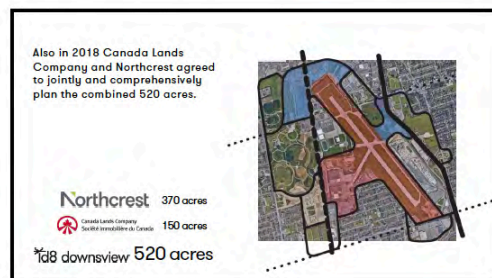 Also in 2018 Canada Lands
Company and Northcrest agreed
to jointly and comprehensively
plan the combined 520 acres.
Northcrest 370 acres
Canada Lands Company
Société immobilière du Canada
150 acres
id8 downsview 520 acres